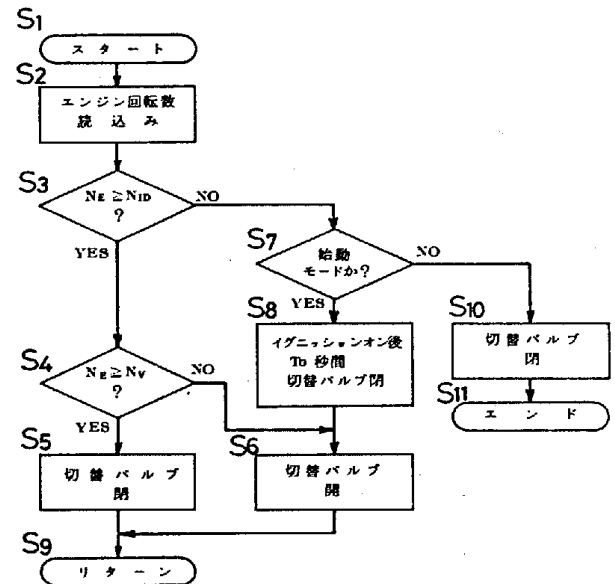 S1
スタート
S2
エンジン回転数
読込み
S3
NE≧NID
?
NO
YES
S7
始動
モードか?
NO
YES
S4
NE≧NV
?
NO
YES
S8
イグニッションオン後
To 秒間
切替バルブ閉
S10
切替バルブ
閉
S11
エンド
S5
切替バルブ
閉
S6
切替バルブ
開
S9
リターン